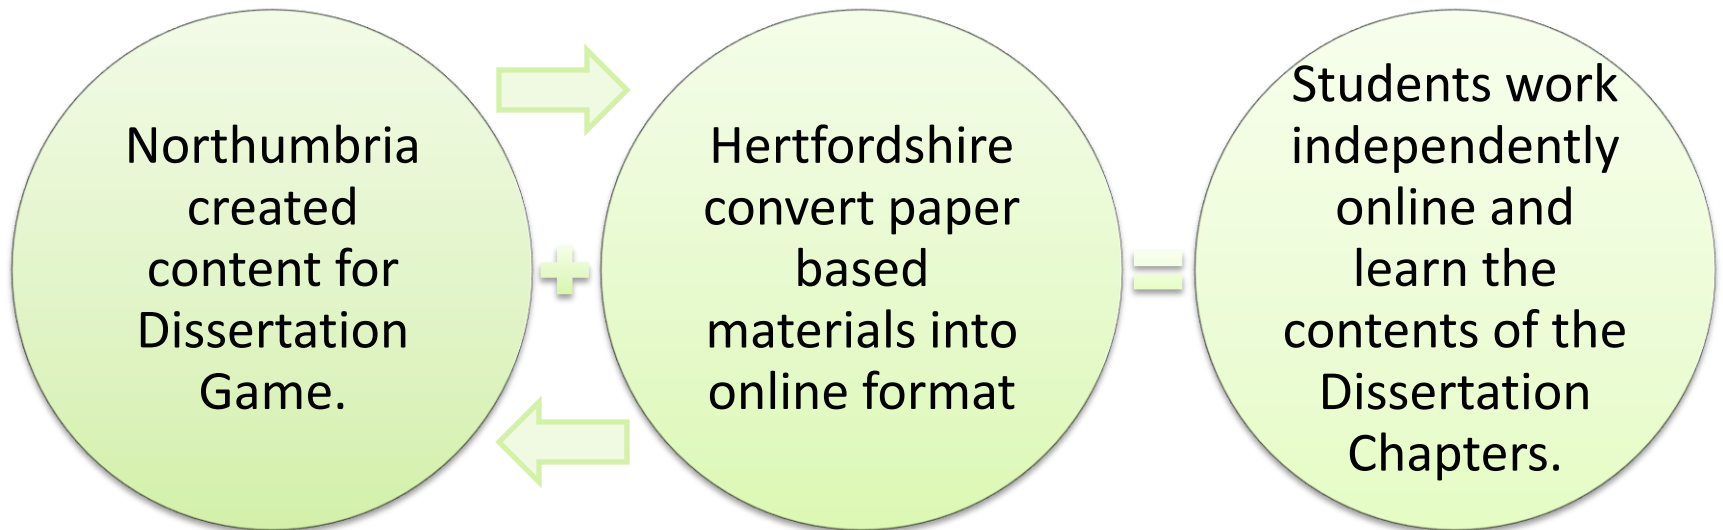 Northumbria
created
content for
Dissertation
Game.
Hertfordshire
convert paper
based
materials into
online format
Students work
independently
online and
learn the
contents of the
Dissertation
Chapters.